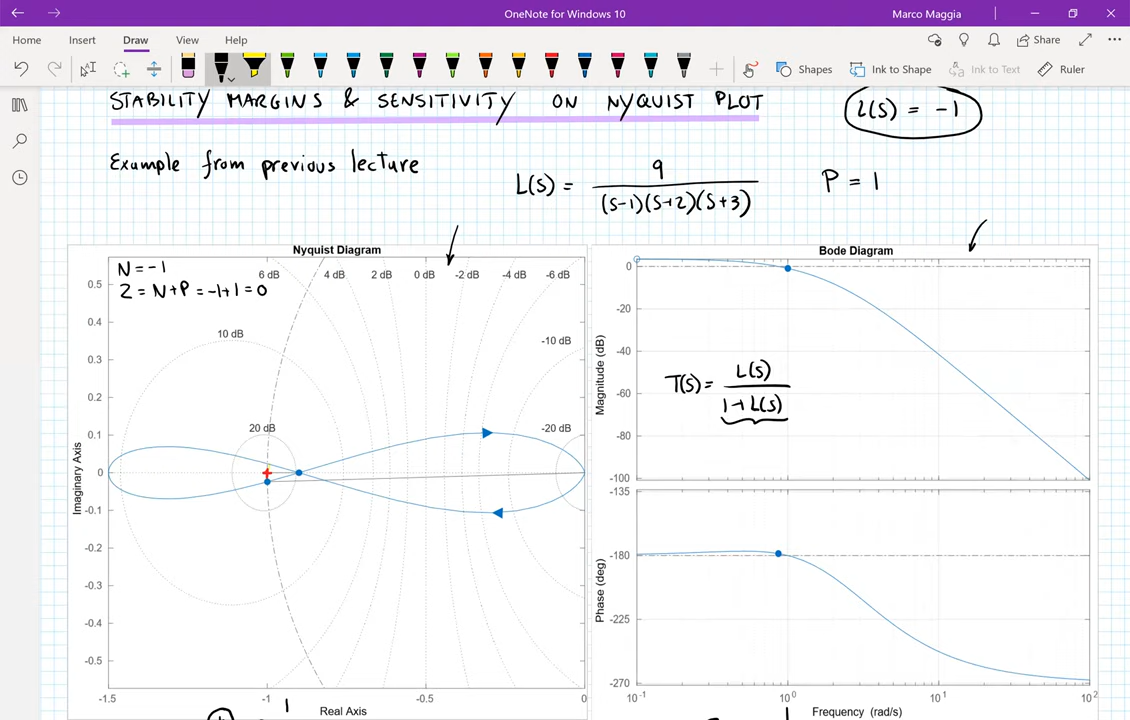 OneNote for Windows 10
Marco Maggia
Home Insert Draw View Help
Share
Shapes Ink to Shape Ink to Text Ruler
STABILITY MARGINS & SENSITIVITY ON NYQUIST PLOT
L(s) = -1
Example from previous lecture
L(s) = 9 / (s-1)(s+2)(s+3)
P = 1
Nyquist Diagram
N = -1
Z = N+P = -1+1 = 0
6 dB 4 dB 2 dB 0 dB -2 dB -4 dB -6 dB
10 dB
-10 dB
20 dB
-20 dB
0.5
0.4
0.3
0.2
0.1
0
-0.1
-0.2
-0.3
-0.4
-0.5
Imaginary Axis
-1.5 -1 -0.5 0
Real Axis
Bode Diagram
0
-20
-40
-60
-80
-100
Magnitude (dB)
T(s) = L(s) / 1+L(s)
-135
-180
-225
-270
Phase (deg)
10⁻¹ 10⁰ 10¹ 10²
Frequency (rad/s)